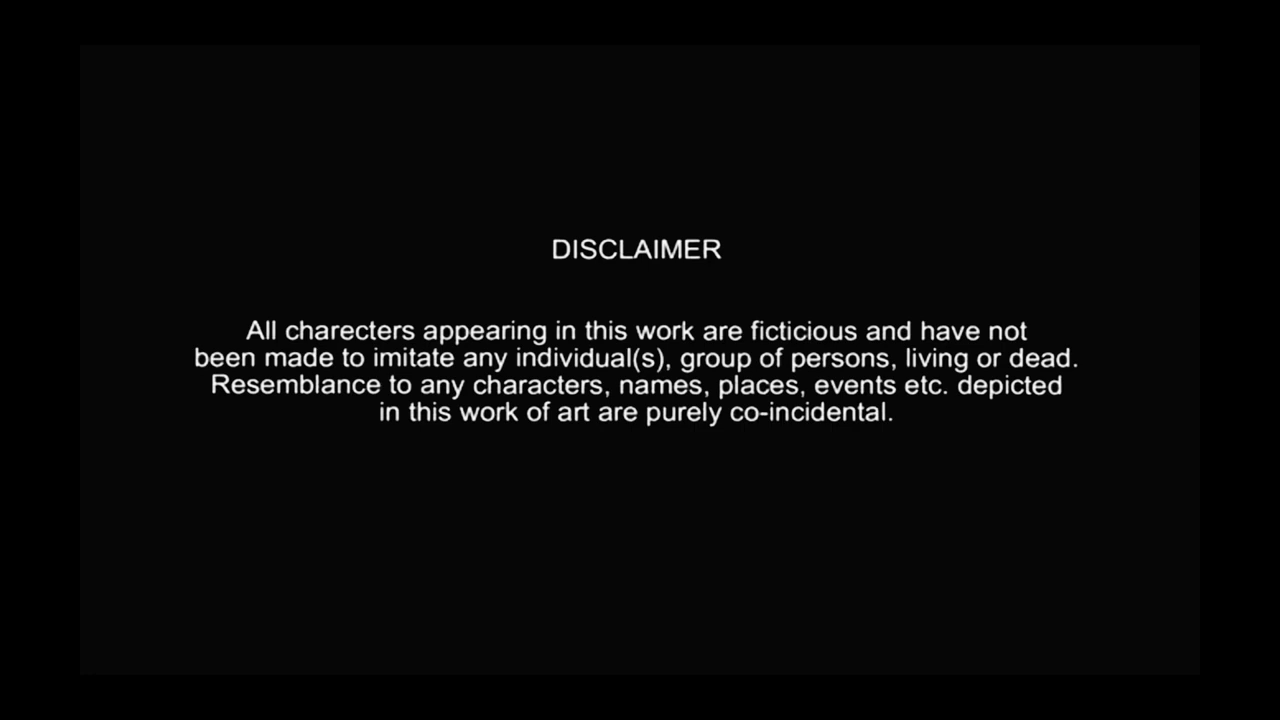 DISCLAIMER
All charecters appearing in this work are ficticious and have not
been made to imitate any individual(s), group of persons, living or dead.
Resemblance to any characters, names, places, events etc. depicted
in this work of art are purely co-incidental.